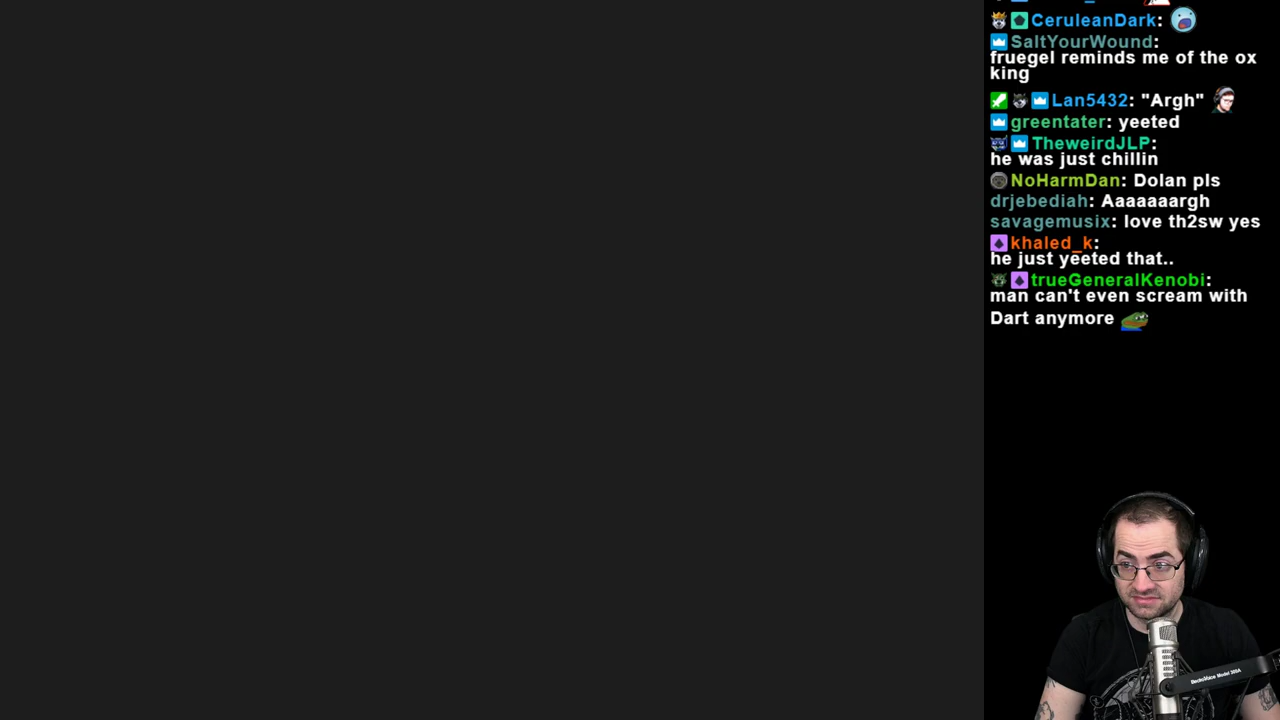 CeruleanDark:
SaltYourWound:
fruegel reminds me of the ox
king
Lan5432: "Argh"
greentater: yeeted
TheweirdJLP:
he was just chillin
NoHarmDan: Dolan pls
drjebediah: Aaaaaaargh
savagemusix: love th2sw yes
khaled_k:
he just yeeted that..
trueGeneralKenobi:
man can't even scream with
Dart anymore